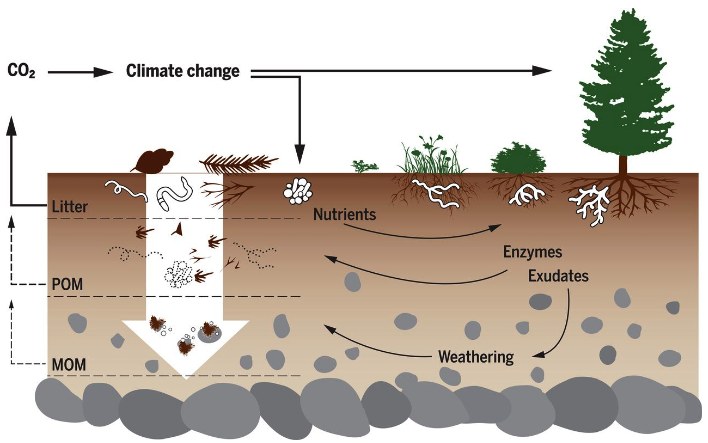 CO₂
Climate change
Litter
Nutrients
Enzymes
Exudates
POM
Weathering
MOM